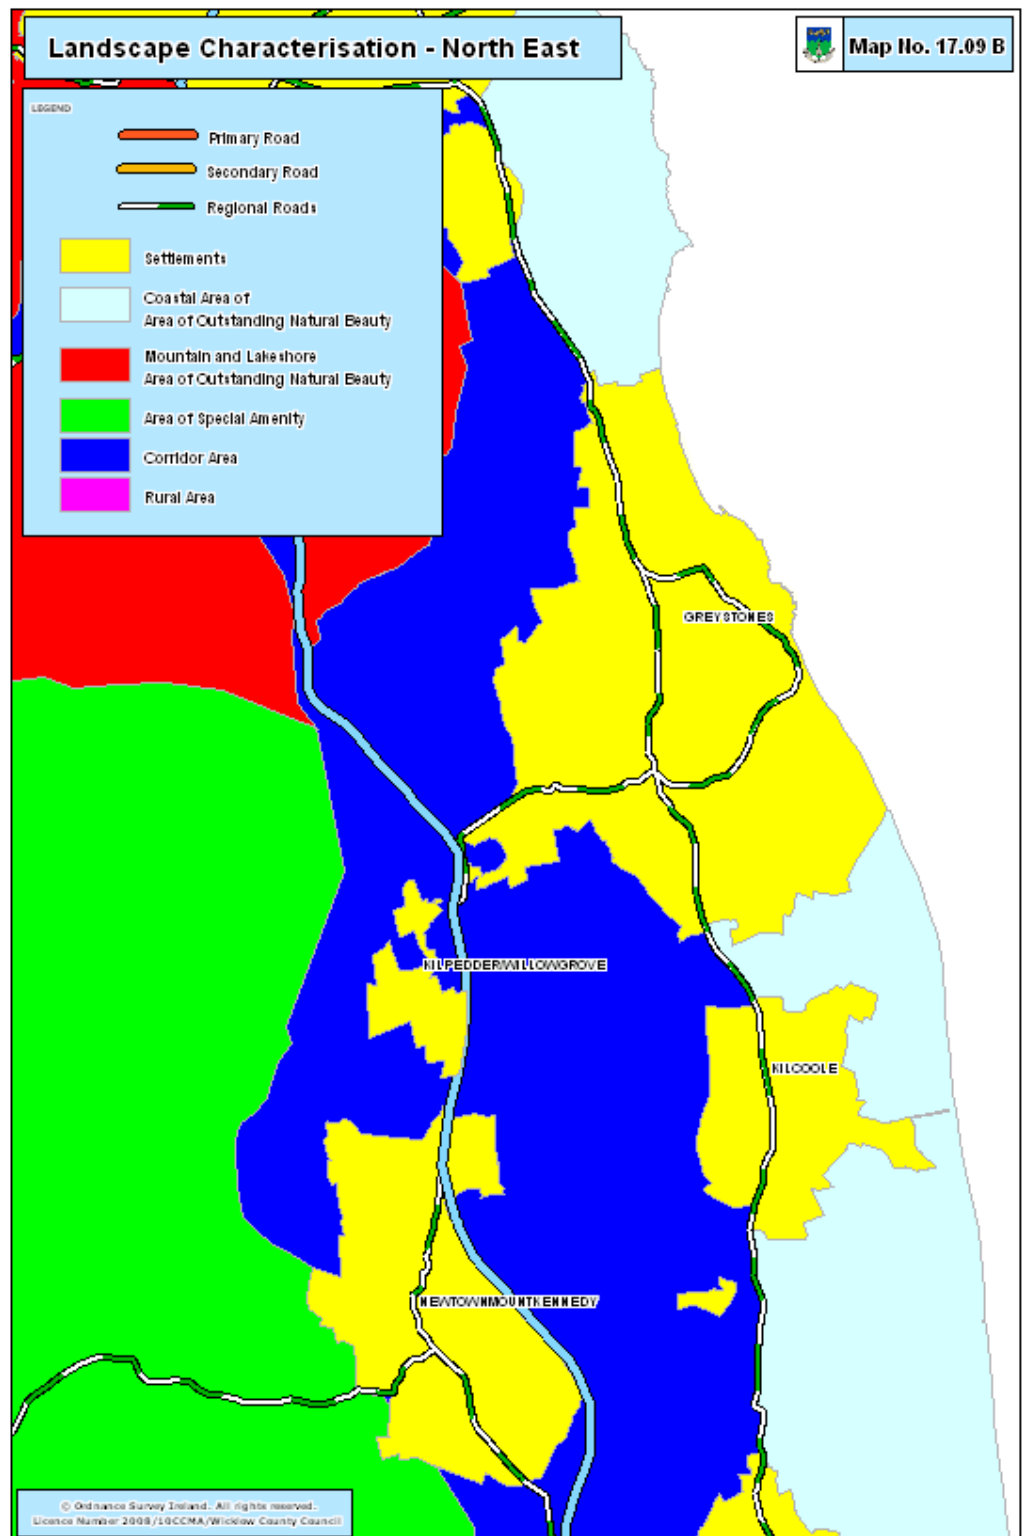 Landscape Characterisation - North East
Map No. 17.09 B
LEGEND
Primary Road
Secondary Road
Regional Roads
Settlements
Coastal Area of
Area of Outstanding Natural Beauty
Mountain and Lakeshore
Area of Outstanding Natural Beauty
Area of Special Amenity
Corridor Area
Rural Area
GREYSTONES
KILPEDDER/WILLOWGROVE
KILCOOLE
NEWTOWNMOUNTKENNEDY
© Ordnance Survey Ireland. All rights reserved.
Licence Number 2008/10CCMA/Wicklow County Council